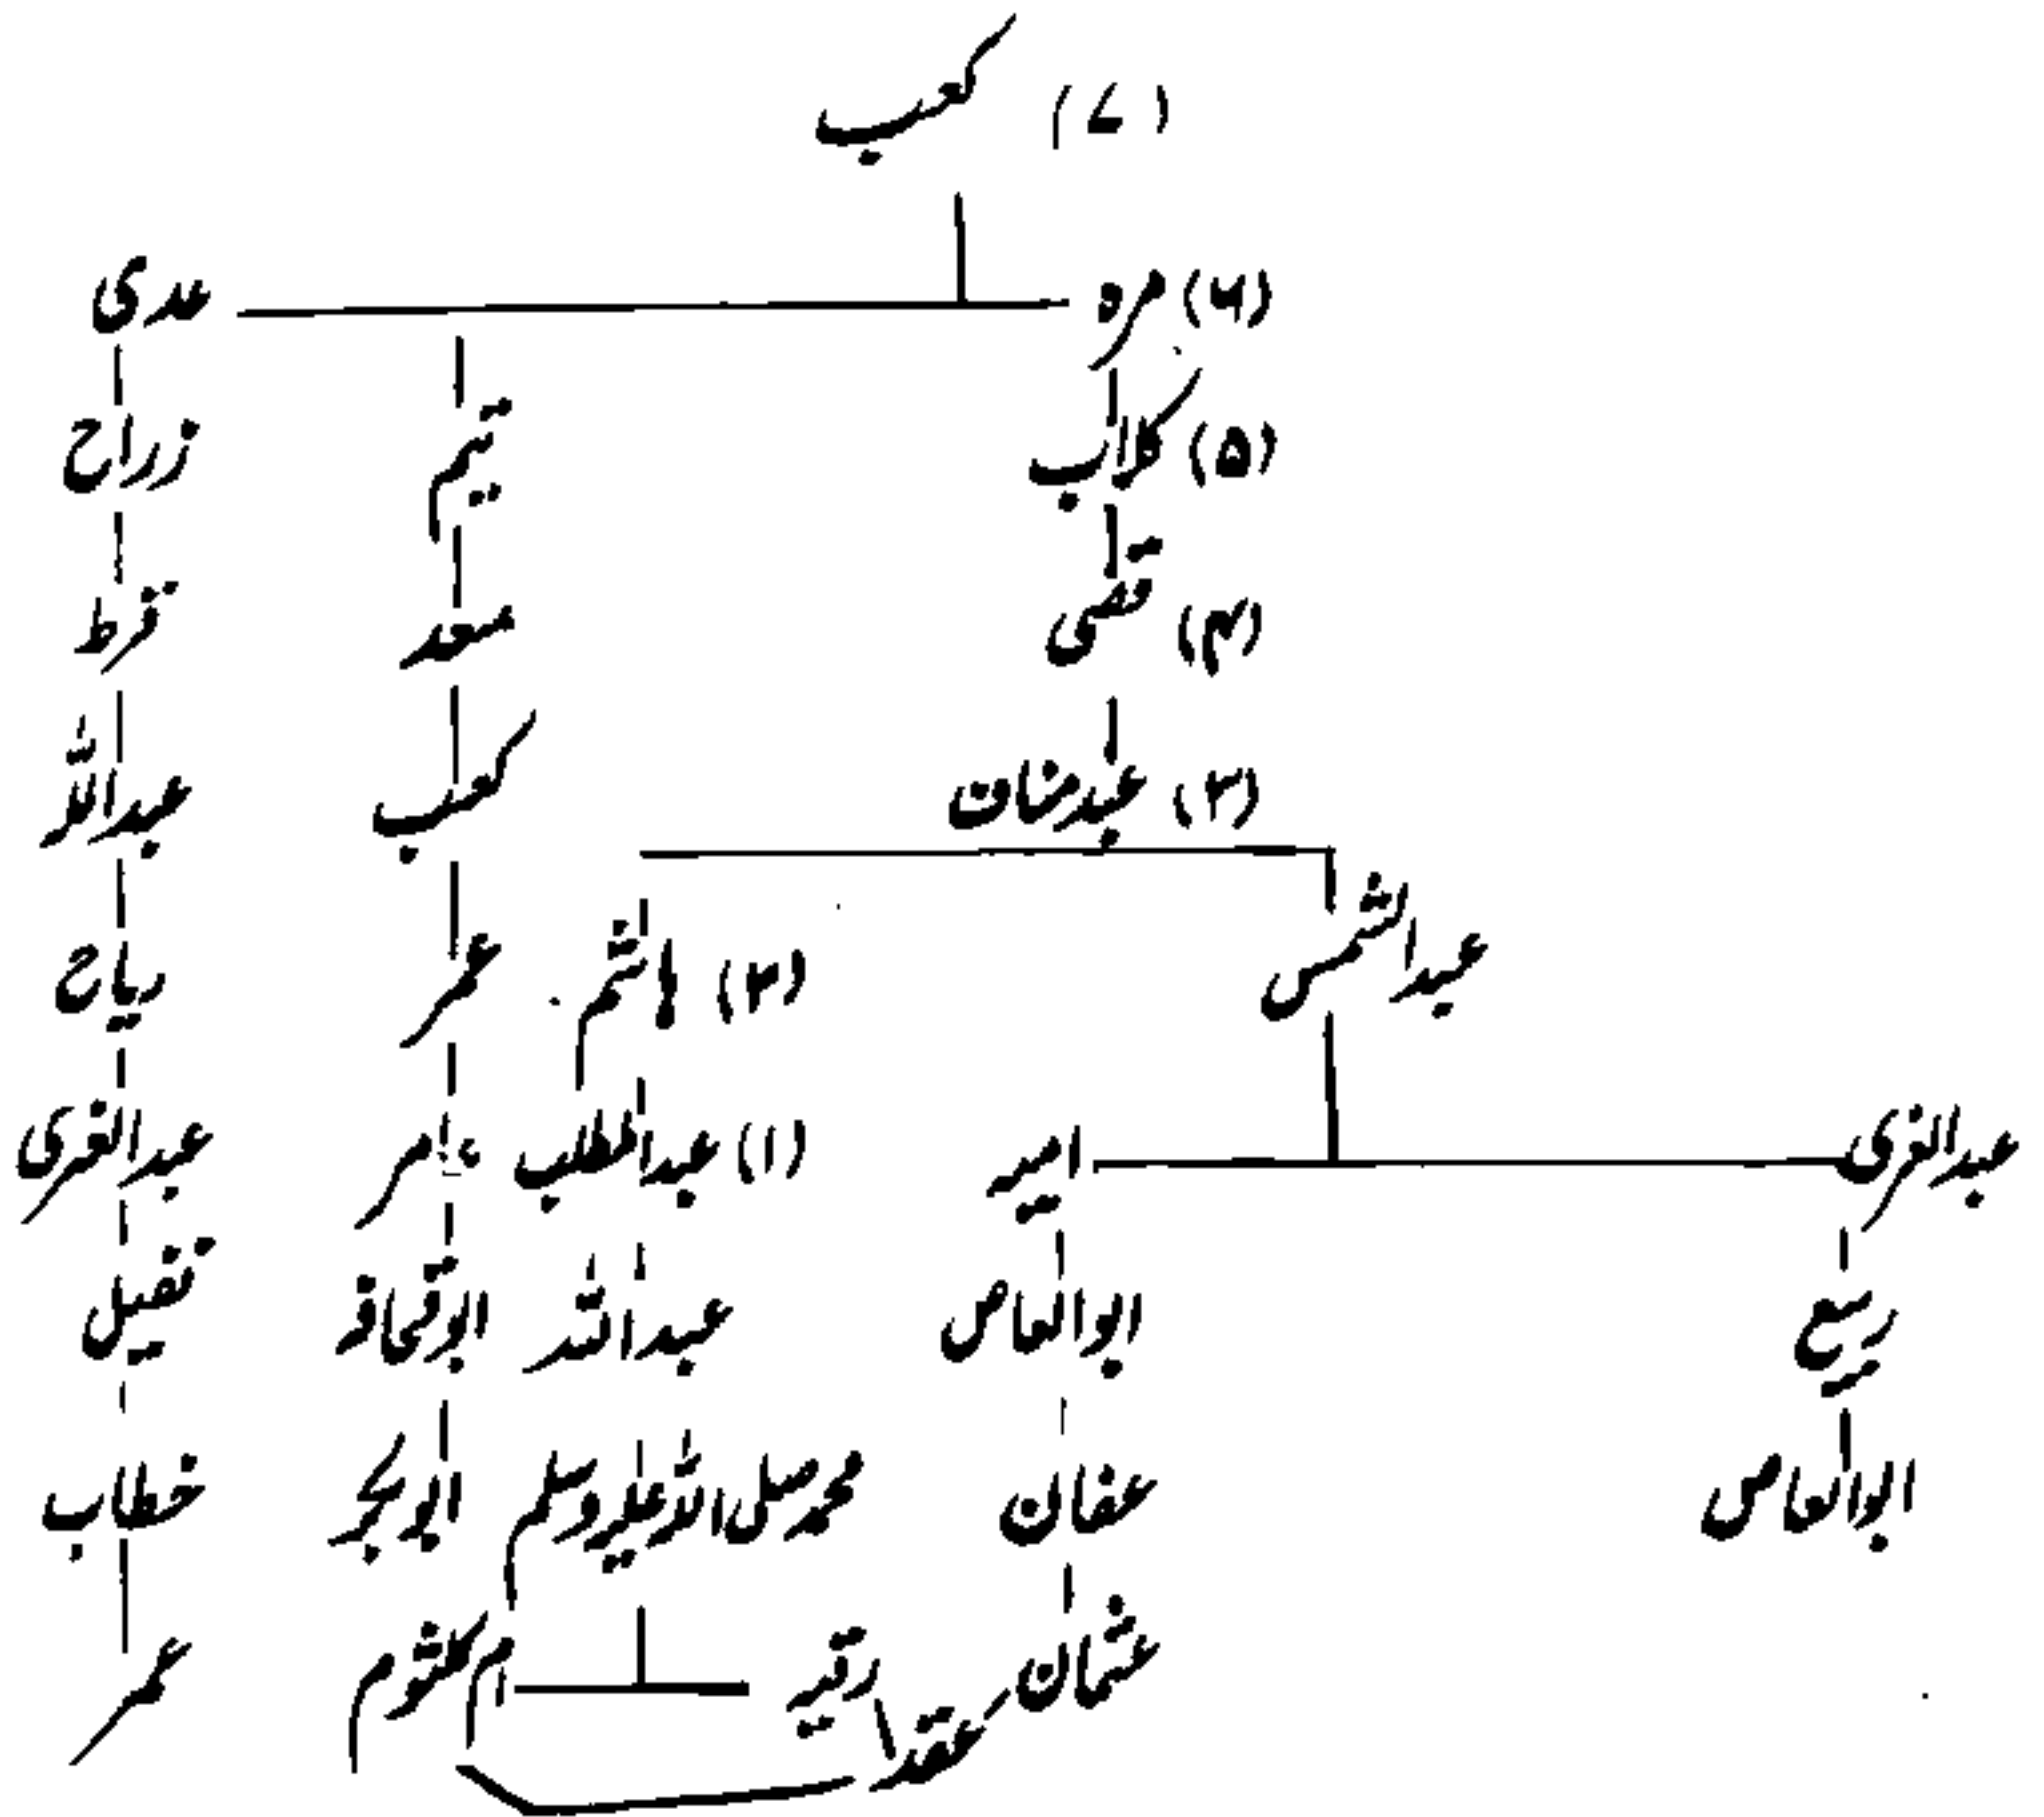 (۷) کعب
(۶) مرہ عدی
(۵) کلاب تیم زراح
(۴) قصی سعد قرط
(۳) عبدمناف کعب عبداللہ
عبدالشمس (۲) ہاشم عمر ریاح
عبدالعزی امیہ (۱) عبدالمطلب عامر عبدالعزی
ربیع ابوالعاص عبداللہ ابوقحافہ نفیل
ابوالعاص عفان محمد صلی اللہ علیہ وسلم ابوبکر خطاب
عثمان رقیہ ام کلثوم عمر
عقد